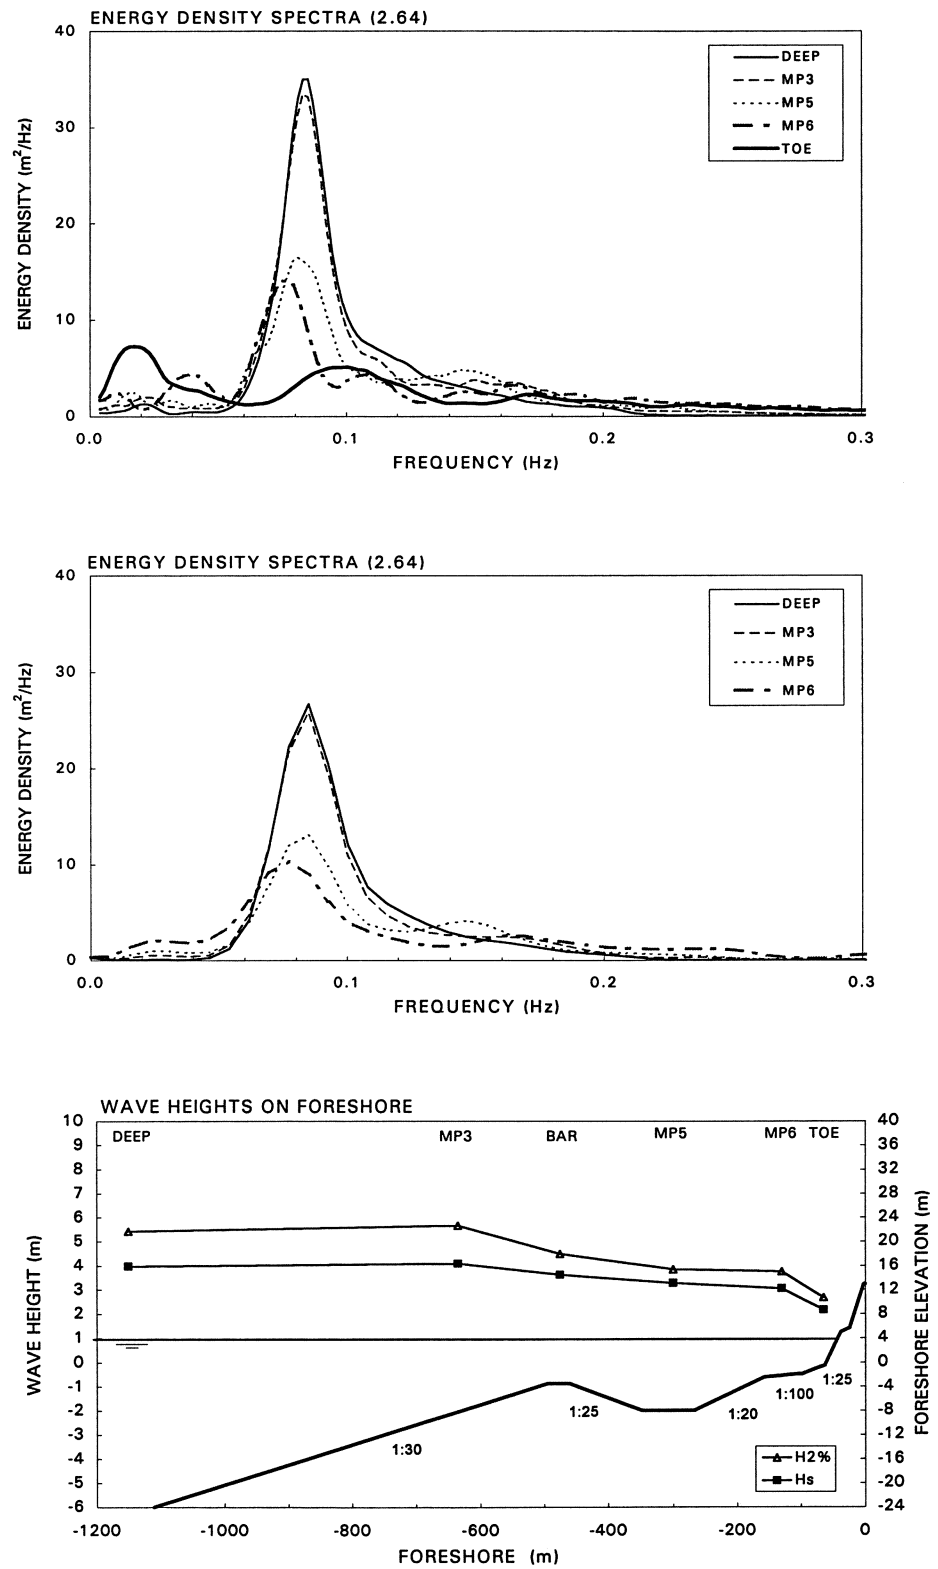 ENERGY DENSITY SPECTRA (2.64)
40
30
20
10
0
ENERGY DENSITY (m²/Hz)
DEEP
MP3
MP5
MP6
TOE
0.0 0.1 0.2 0.3
FREQUENCY (Hz)
ENERGY DENSITY SPECTRA (2.64)
40
30
20
10
0
ENERGY DENSITY (m²/Hz)
DEEP
MP3
MP5
MP6
0.0 0.1 0.2 0.3
FREQUENCY (Hz)
WAVE HEIGHTS ON FORESHORE
10
9
8
7
6
5
4
3
2
1
0
-1
-2
-3
-4
-5
-6
WAVE HEIGHT (m)
DEEP MP3 BAR MP5 MP6 TOE
1:30
1:25
1:20
1:100
1:25
H2%
Hs
40
36
32
28
24
20
16
12
8
4
0
-4
-8
-12
-16
-20
-24
FORESHORE ELEVATION (m)
-1200 -1000 -800 -600 -400 -200 0
FORESHORE (m)